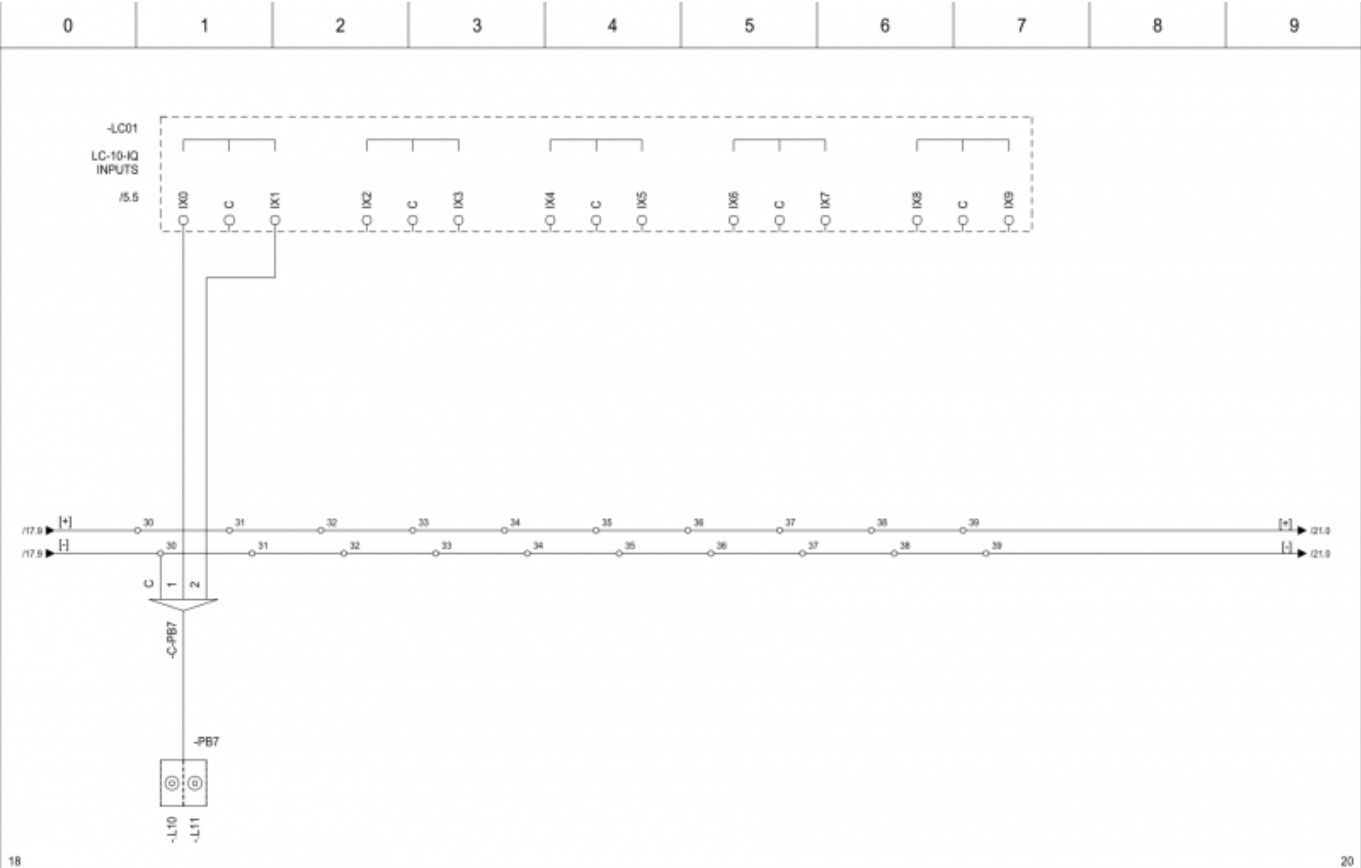 0 1 2 3 4 5 6 7 8 9
-LC01
LC-10-IQ
INPUTS
/5.5
IX0 C IX1 IX2 C IX3 IX4 C IX5 IX6 C IX7 IX8 C IX9
/17.9 [+] 30 31 32 33 34 35 36 37 38 39 [+] /21.0
/17.9 [-] 30 31 32 33 34 35 36 37 38 39 [-] /21.0
C 1 2
-C-PB7
-PB7
-.L10 -.L11
18 20